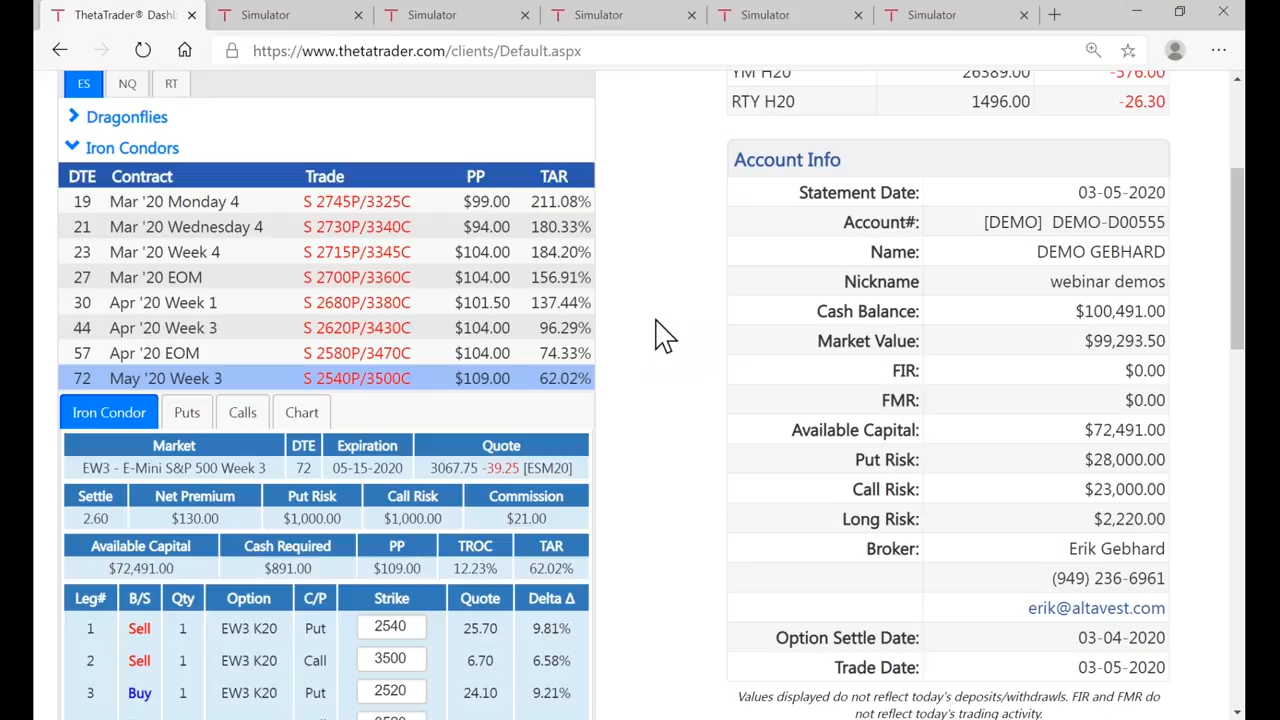 ThetaTrader® Dashb
Simulator
Simulator
Simulator
Simulator
Simulator
https://www.thetatrader.com/clients/Default.aspx
ES NQ RT
Dragonflies
Iron Condors
DTE Contract Trade PP TAR
19 Mar '20 Monday 4 S 2745P/3325C $99.00 211.08%
21 Mar '20 Wednesday 4 S 2730P/3340C $94.00 180.33%
23 Mar '20 Week 4 S 2715P/3345C $104.00 184.20%
27 Mar '20 EOM S 2700P/3360C $104.00 156.91%
30 Apr '20 Week 1 S 2680P/3380C $101.50 137.44%
44 Apr '20 Week 3 S 2620P/3430C $104.00 96.29%
57 Apr '20 EOM S 2580P/3470C $104.00 74.33%
72 May '20 Week 3 S 2540P/3500C $109.00 62.02%
Iron Condor Puts Calls Chart
Market DTE Expiration Quote
EW3 - E-Mini S&P 500 Week 3 72 05-15-2020 3067.75 -39.25 [ESM20]
Settle Net Premium Put Risk Call Risk Commission
2.60 $130.00 $1,000.00 $1,000.00 $21.00
Available Capital Cash Required PP TROC TAR
$72,491.00 $891.00 $109.00 12.23% 62.02%
Leg# B/S Qty Option C/P Strike Quote Delta Δ
1 Sell 1 EW3 K20 Put 2540 25.70 9.81%
2 Sell 1 EW3 K20 Call 3500 6.70 6.58%
3 Buy 1 EW3 K20 Put 2520 24.10 9.21%
YM H20 26389.00 -576.00
RTY H20 1496.00 -26.30
Account Info
Statement Date: 03-05-2020
Account#: [DEMO] DEMO-D00555
Name: DEMO GEBHARD
Nickname webinar demos
Cash Balance: $100,491.00
Market Value: $99,293.50
FIR: $0.00
FMR: $0.00
Available Capital: $72,491.00
Put Risk: $28,000.00
Call Risk: $23,000.00
Long Risk: $2,220.00
Broker: Erik Gebhard
(949) 236-6961
erik@altavest.com
Option Settle Date: 03-04-2020
Trade Date: 03-05-2020
Values displayed do not reflect today's deposits/withdrawls. FIR and FMR do
not reflect today's trading activity.